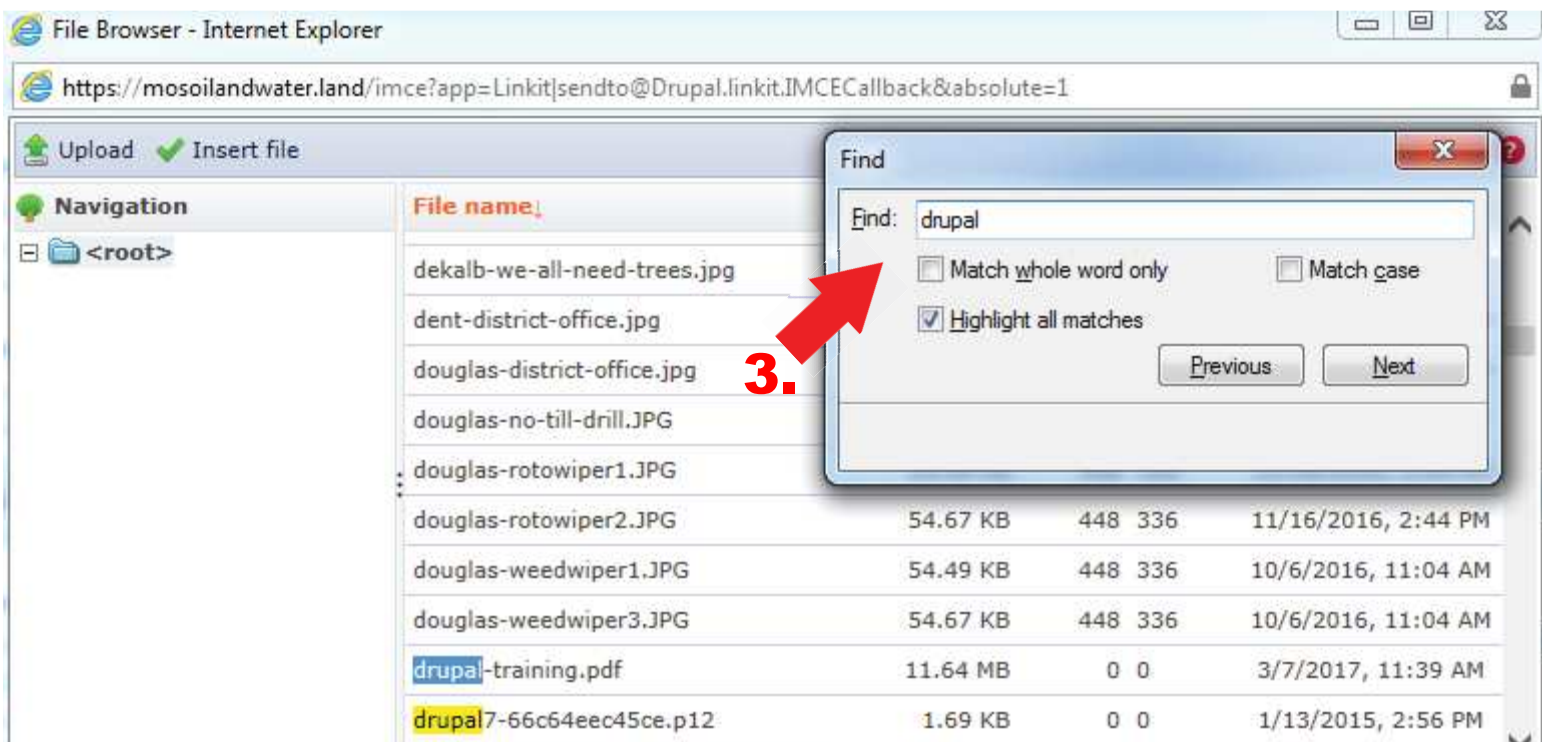 File Browser - Internet Explorer
https://mosoilandwater.land/imce?app=Linkit|sendto@Drupal.linkit.IMCECallback&absolute=1
Upload Insert file
?
Navigation
<root>
File name↓
dekalb-we-all-need-trees.jpg
dent-district-office.jpg
douglas-district-office.jpg
douglas-no-till-drill.JPG
douglas-rotowiper1.JPG
douglas-rotowiper2.JPG 54.67 KB 448 336 11/16/2016, 2:44 PM
douglas-weedwiper1.JPG 54.49 KB 448 336 10/6/2016, 11:04 AM
douglas-weedwiper3.JPG 54.67 KB 448 336 10/6/2016, 11:04 AM
drupal-training.pdf 11.64 MB 0 0 3/7/2017, 11:39 AM
drupal7-66c64eec45ce.p12 1.69 KB 0 0 1/13/2015, 2:56 PM
Find
Find: drupal
Match whole word only Match case
Highlight all matches
Previous Next
3.